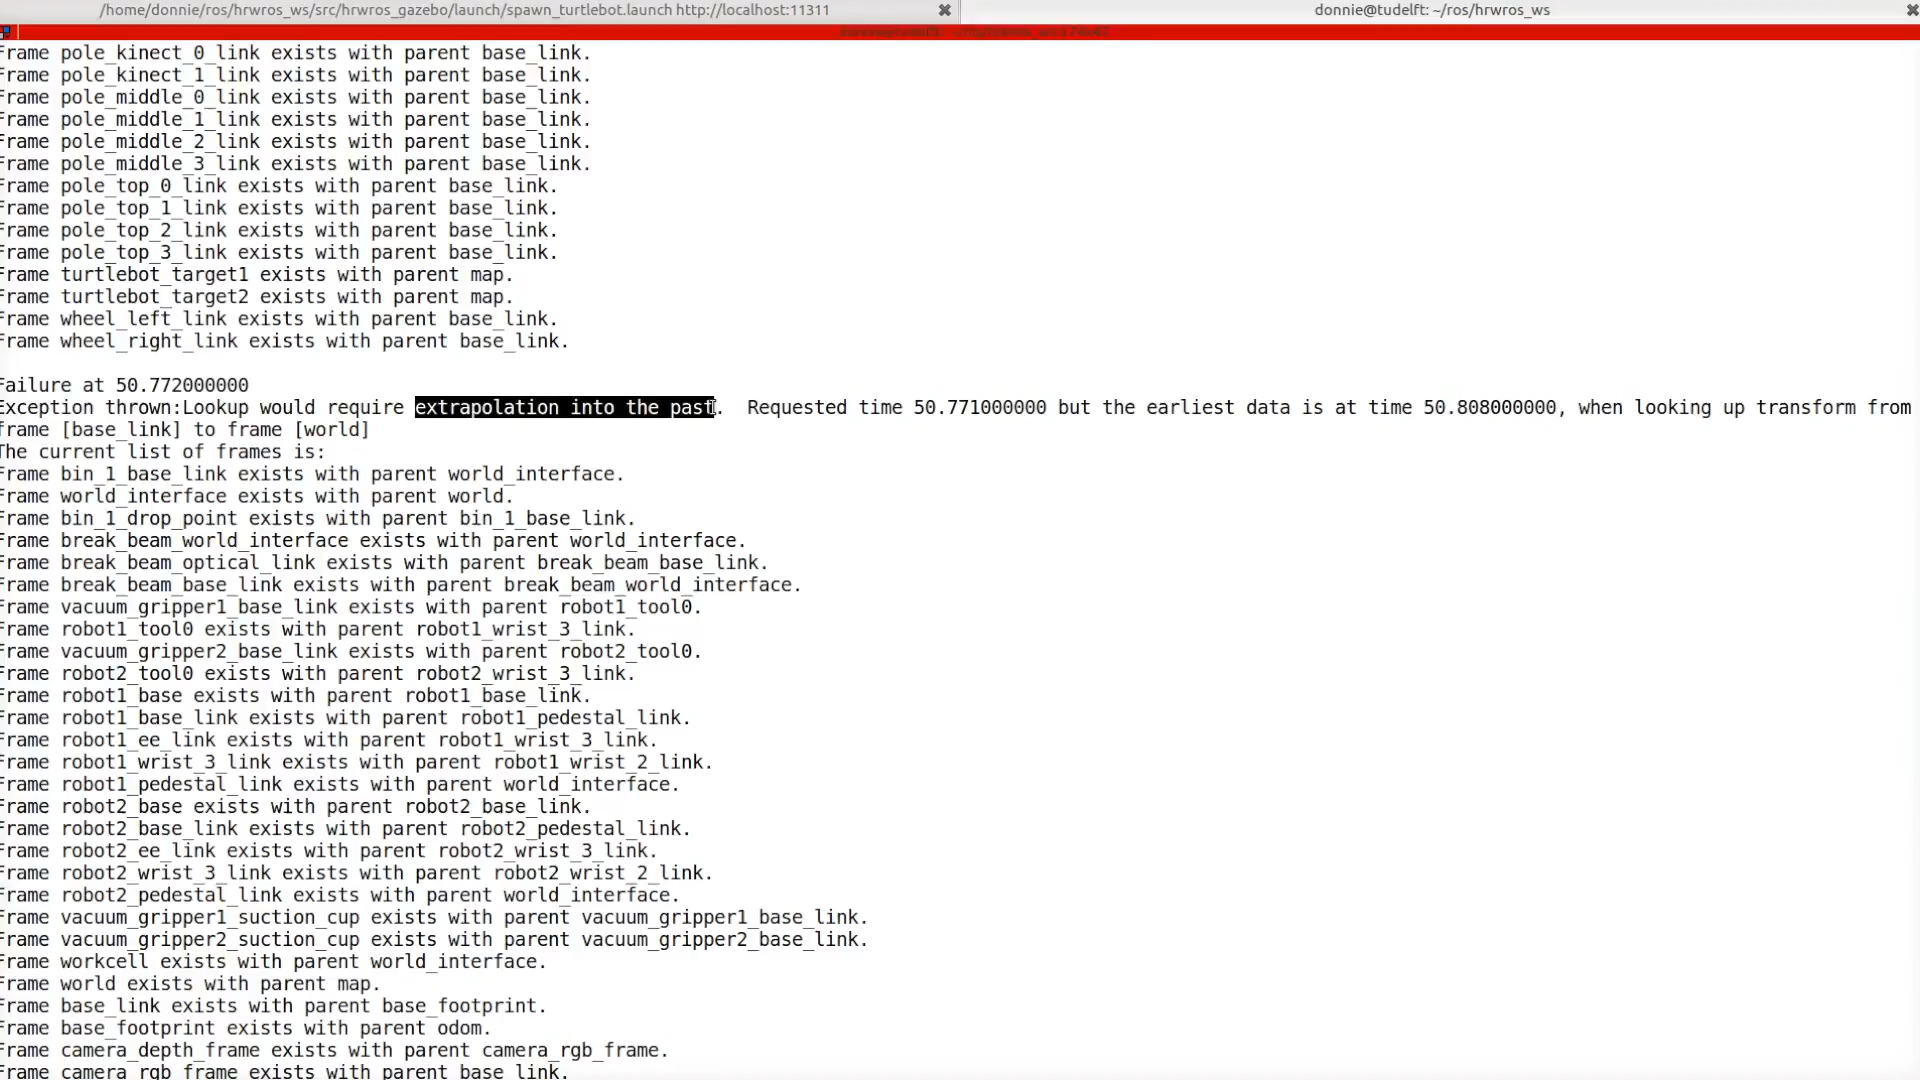 /home/donnie/ros/hrwros_ws/src/hrwros_gazebo/launch/spawn_turtlebot.launch http://localhost:11311
donnie@tudelft: ~/ros/hrwros_ws
Frame pole_kinect_0_link exists with parent base_link.
Frame pole_kinect_1_link exists with parent base_link.
Frame pole_middle_0_link exists with parent base_link.
Frame pole_middle_1_link exists with parent base_link.
Frame pole_middle_2_link exists with parent base_link.
Frame pole_middle_3_link exists with parent base_link.
Frame pole_top_0_link exists with parent base_link.
Frame pole_top_1_link exists with parent base_link.
Frame pole_top_2_link exists with parent base_link.
Frame pole_top_3_link exists with parent base_link.
Frame turtlebot_target1 exists with parent map.
Frame turtlebot_target2 exists with parent map.
Frame wheel_left_link exists with parent base_link.
Frame wheel_right_link exists with parent base_link.
Failure at 50.772000000
Exception thrown:Lookup would require extrapolation into the past.  Requested time 50.771000000 but the earliest data is at time 50.808000000, when looking up transform from
frame [base_link] to frame [world]
The current list of frames is:
Frame bin_1_base_link exists with parent world_interface.
Frame world_interface exists with parent world.
Frame bin_1_drop_point exists with parent bin_1_base_link.
Frame break_beam_world_interface exists with parent world_interface.
Frame break_beam_optical_link exists with parent break_beam_base_link.
Frame break_beam_base_link exists with parent break_beam_world_interface.
Frame vacuum_gripper1_base_link exists with parent robot1_tool0.
Frame robot1_tool0 exists with parent robot1_wrist_3_link.
Frame vacuum_gripper2_base_link exists with parent robot2_tool0.
Frame robot2_tool0 exists with parent robot2_wrist_3_link.
Frame robot1_base exists with parent robot1_base_link.
Frame robot1_base_link exists with parent robot1_pedestal_link.
Frame robot1_ee_link exists with parent robot1_wrist_3_link.
Frame robot1_wrist_3_link exists with parent robot1_wrist_2_link.
Frame robot1_pedestal_link exists with parent world_interface.
Frame robot2_base exists with parent robot2_base_link.
Frame robot2_base_link exists with parent robot2_pedestal_link.
Frame robot2_ee_link exists with parent robot2_wrist_3_link.
Frame robot2_wrist_3_link exists with parent robot2_wrist_2_link.
Frame robot2_pedestal_link exists with parent world_interface.
Frame vacuum_gripper1_suction_cup exists with parent vacuum_gripper1_base_link.
Frame vacuum_gripper2_suction_cup exists with parent vacuum_gripper2_base_link.
Frame workcell exists with parent world_interface.
Frame world exists with parent map.
Frame base_link exists with parent base_footprint.
Frame base_footprint exists with parent odom.
Frame camera_depth_frame exists with parent camera_rgb_frame.
Frame camera_rgb_frame exists with parent base_link.